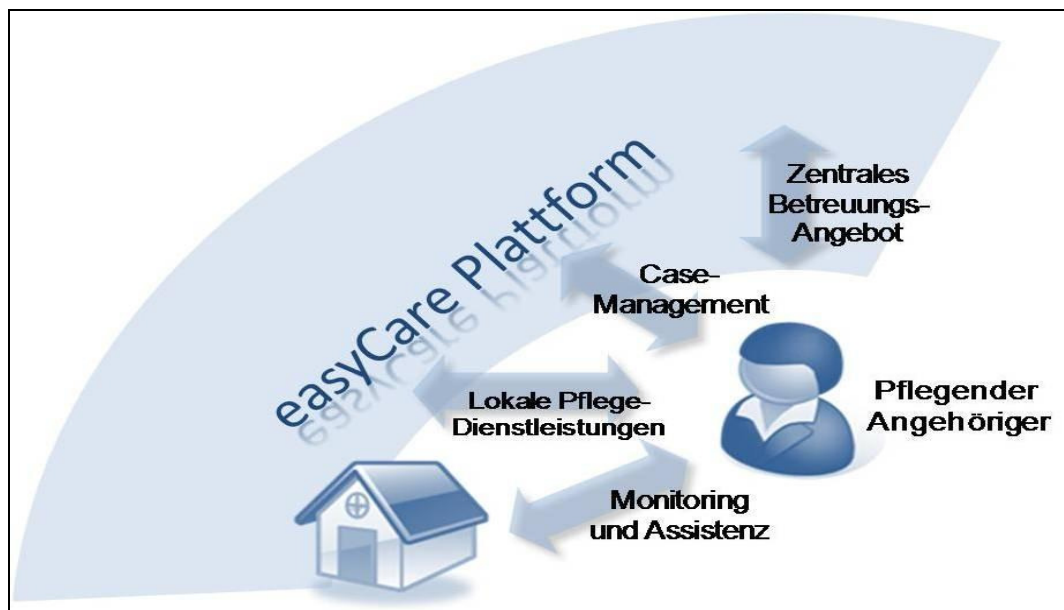 easyCare Plattform
Zentrales
Betreuungs-
Angebot
Case-
Management
Lokale Pflege-
Dienstleistungen
Pflegender
Angehöriger
Monitoring
und Assistenz